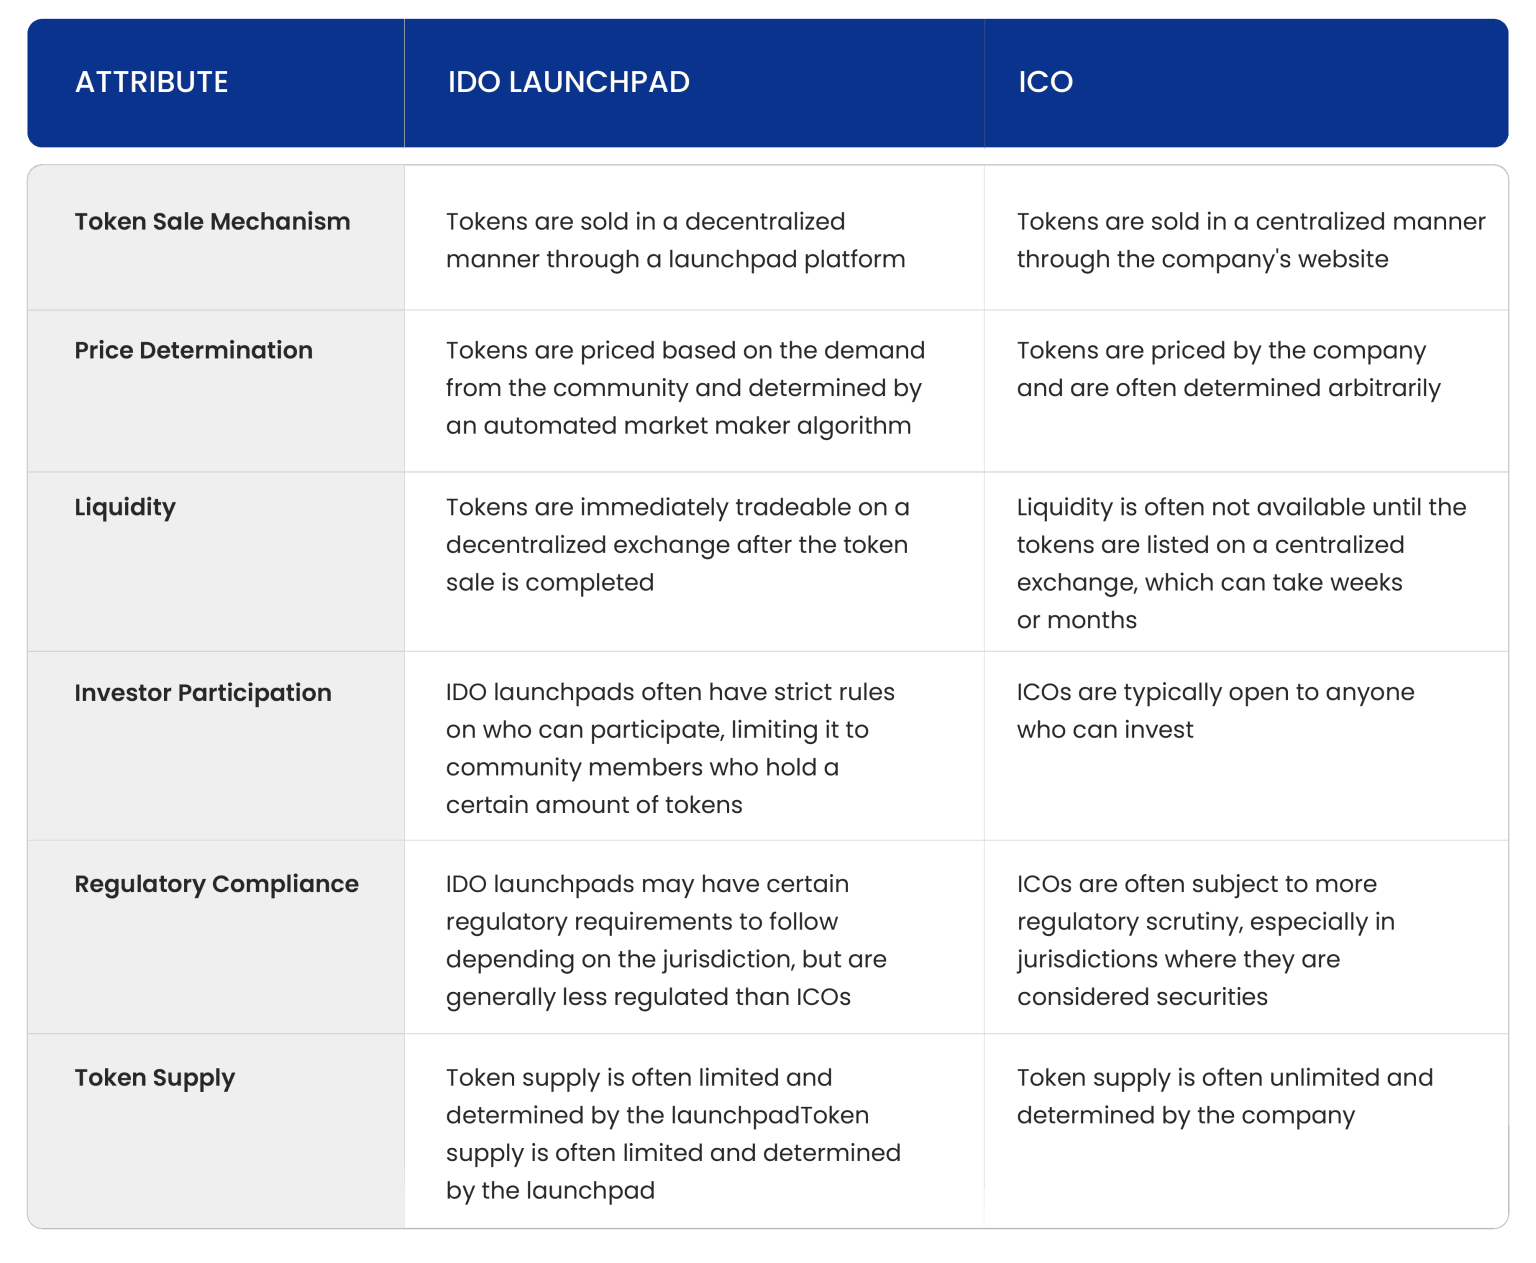 ATTRIBUTE
IDO LAUNCHPAD
ICO
Token Sale Mechanism
Tokens are sold in a decentralized
manner through a launchpad platform
Tokens are sold in a centralized manner
through the company's website
Price Determination
Tokens are priced based on the demand
from the community and determined by
an automated market maker algorithm
Tokens are priced by the company
and are often determined arbitrarily
Liquidity
Tokens are immediately tradeable on a
decentralized exchange after the token
sale is completed
Liquidity is often not available until the
tokens are listed on a centralized
exchange, which can take weeks
or months
Investor Participation
IDO launchpads often have strict rules
on who can participate, limiting it to
community members who hold a
certain amount of tokens
ICOs are typically open to anyone
who can invest
Regulatory Compliance
IDO launchpads may have certain
regulatory requirements to follow
depending on the jurisdiction, but are
generally less regulated than ICOs
ICOs are often subject to more
regulatory scrutiny, especially in
jurisdictions where they are
considered securities
Token Supply
Token supply is often limited and
determined by the launchpadToken
supply is often limited and determined
by the launchpad
Token supply is often unlimited and
determined by the company